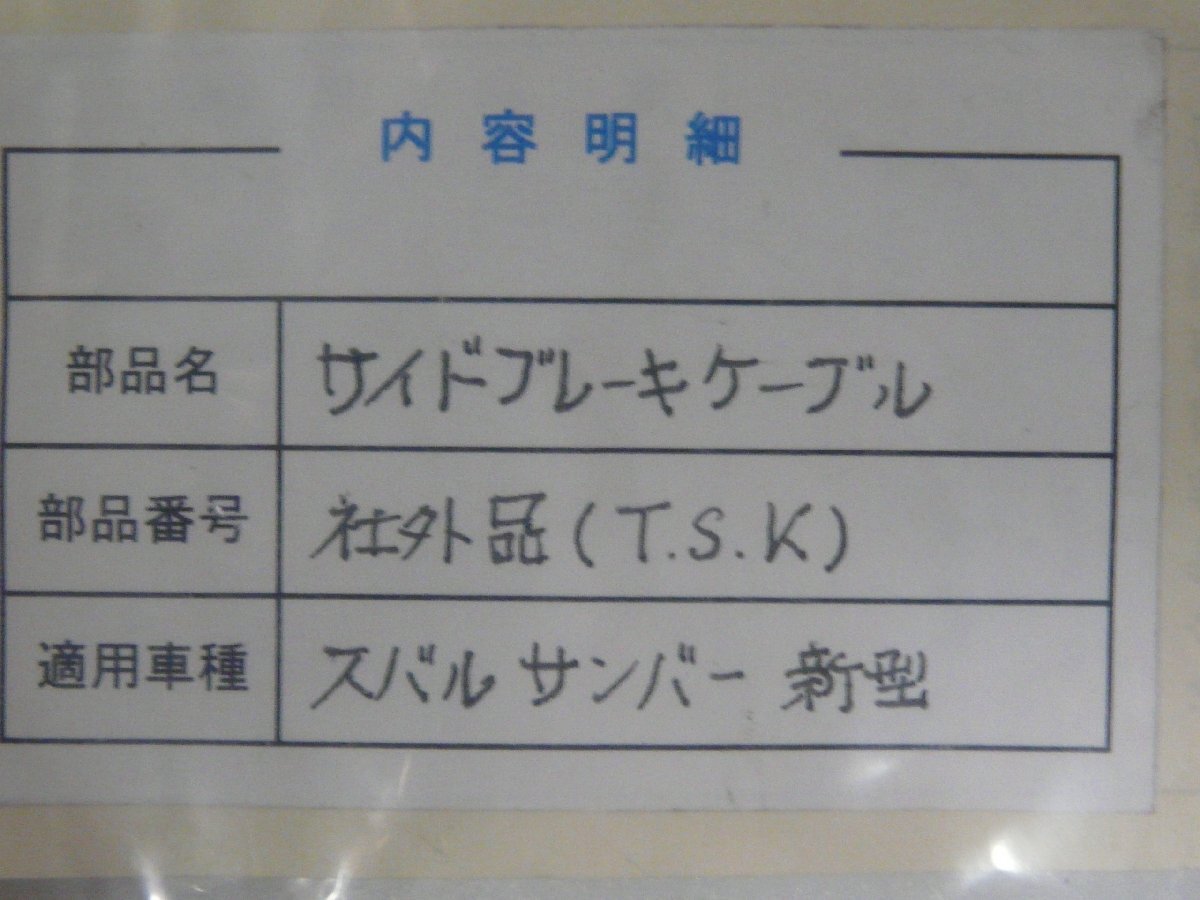 内容明細
部品名 サイドブレーキケーブル
部品番号 社外品(T.S.K)
適用車種 スバル サンバー 新型